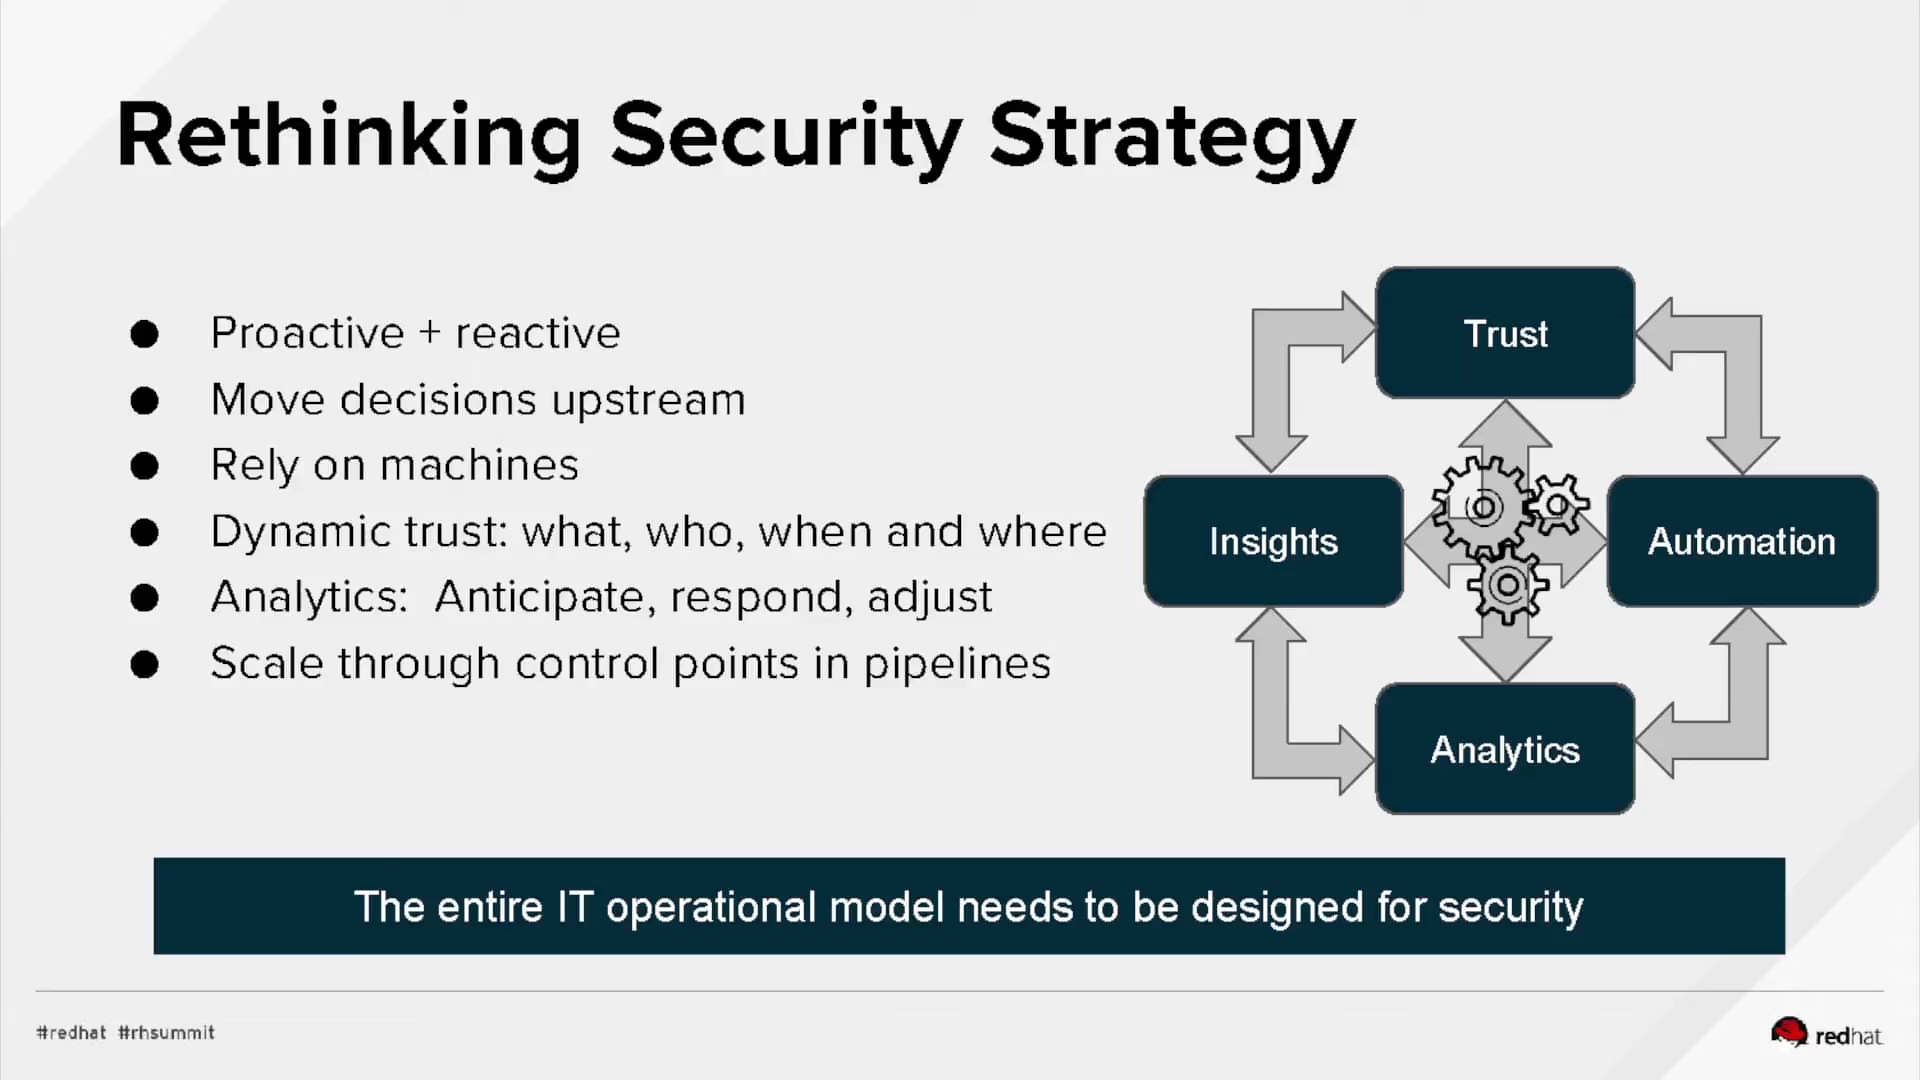 Rethinking Security Strategy
● Proactive + reactive
● Move decisions upstream
● Rely on machines
● Dynamic trust: what, who, when and where
● Analytics: Anticipate, respond, adjust
● Scale through control points in pipelines
Trust
Insights
Automation
Analytics
The entire IT operational model needs to be designed for security
#redhat #rhsummit
redhat